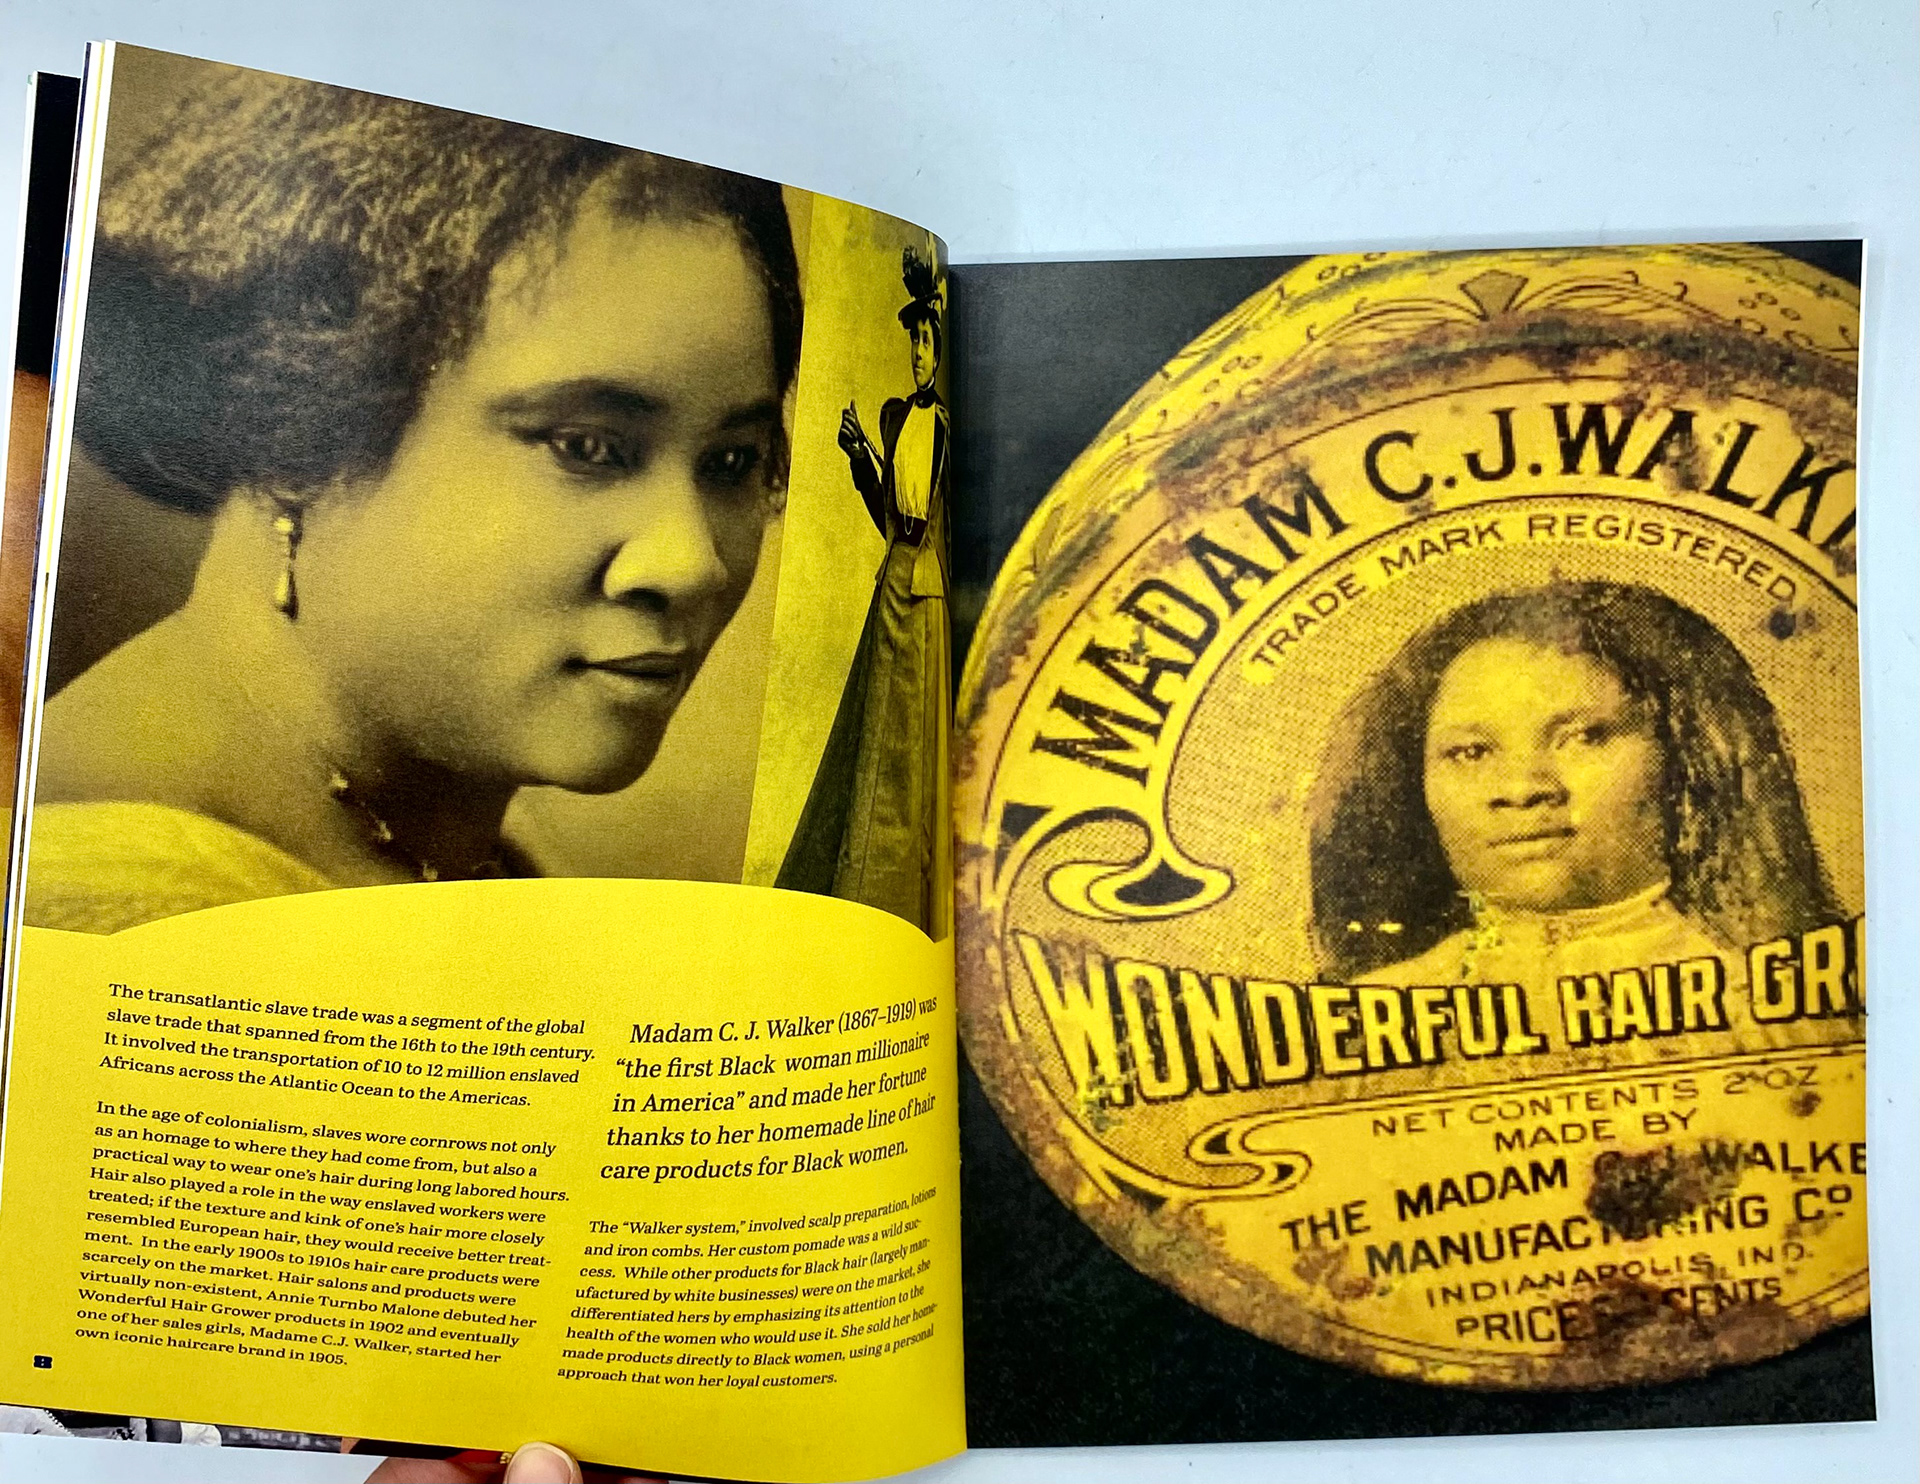 The transatlantic slave trade was a segment of the global
slave trade that spanned from the 16th to the 19th century.
It involved the transportation of 10 to 12 million enslaved
Africans across the Atlantic Ocean to the Americas.
In the age of colonialism, slaves wore cornrows not only
as an homage to where they had come from, but also a
practical way to wear one's hair during long labored hours.
Hair also played a role in the way enslaved workers were
treated; if the texture and kink of one's hair more closely
resembled European hair, they would receive better treat-
ment. In the early 1900s to 1910s hair care products were
scarcely on the market. Hair salons and products were
virtually non-existent, Annie Turnbo Malone debuted her
Wonderful Hair Grower products in 1902 and eventually
one of her sales girls, Madame C.J. Walker, started her
own iconic haircare brand in 1905.
8
Madam C. J. Walker (1867–1919) was
“the first Black woman millionaire
in America” and made her fortune
thanks to her homemade line of hair
care products for Black women.
The “Walker system,” involved scalp preparation, lotions
and iron combs. Her custom pomade was a wild suc-
cess. While other products for Black hair (largely man-
ufactured by white businesses) were on the market, she
differentiated hers by emphasizing its attention to the
health of the women who would use it. She sold her home-
made products directly to Black women, using a personal
approach that won her loyal customers.
MADAM C.J. WALK
TRADE MARK REGISTERED
WONDERFUL HAIR GR
NET CONTENTS 2 OZ.
MADE BY
THE MADAM C.J. WALKE
MANUFACTURING Co
INDIANAPOLIS, IND.
PRICE CENTS